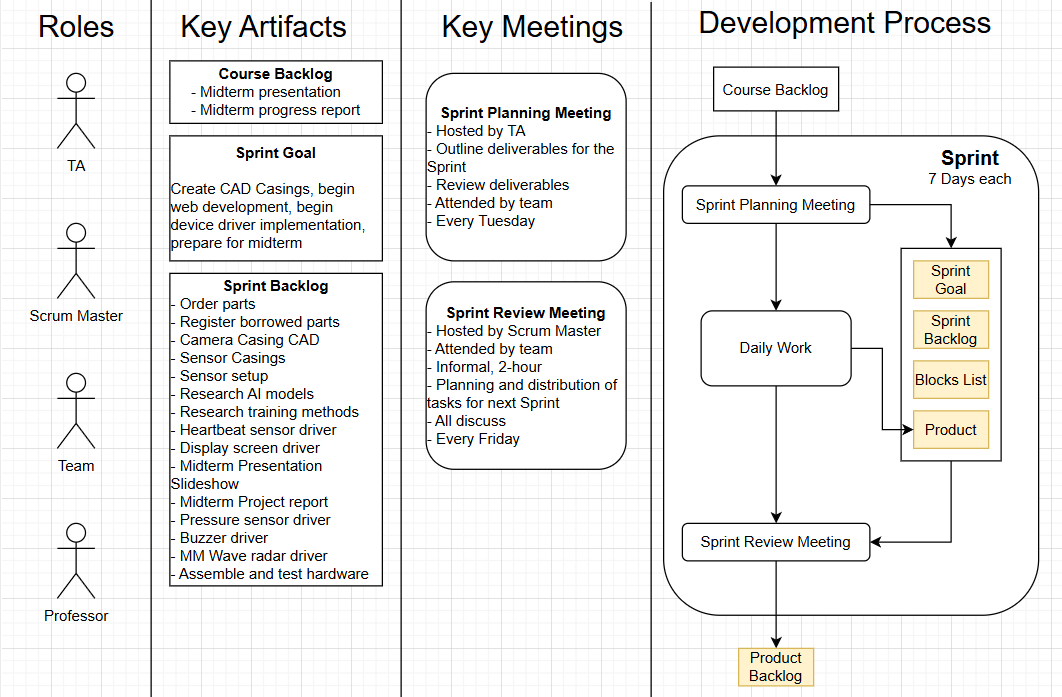 Roles
Key Artifacts
Key Meetings
Development Process
TA
Scrum Master
Team
Professor
Course Backlog
- Midterm presentation
- Midterm progress report
Sprint Goal
Create CAD Casings, begin
web development, begin
device driver implementation,
prepare for midterm
Sprint Backlog
- Order parts
- Register borrowed parts
- Camera Casing CAD
- Sensor Casings
- Sensor setup
- Research AI models
- Research training methods
- Heartbeat sensor driver
- Display screen driver
- Midterm Presentation
Slideshow
- Midterm Project report
- Pressure sensor driver
- Buzzer driver
- MM Wave radar driver
- Assemble and test hardware
Sprint Planning Meeting
- Hosted by TA
- Outline deliverables for the
Sprint
- Review deliverables
- Attended by team
- Every Tuesday
Sprint Review Meeting
- Hosted by Scrum Master
- Attended by team
- Informal, 2-hour
- Planning and distribution of
tasks for next Sprint
- All discuss
- Every Friday
Course Backlog
Sprint
7 Days each
Sprint Planning Meeting
Sprint
Goal
Sprint
Backlog
Blocks List
Product
Daily Work
Sprint Review Meeting
Product
Backlog